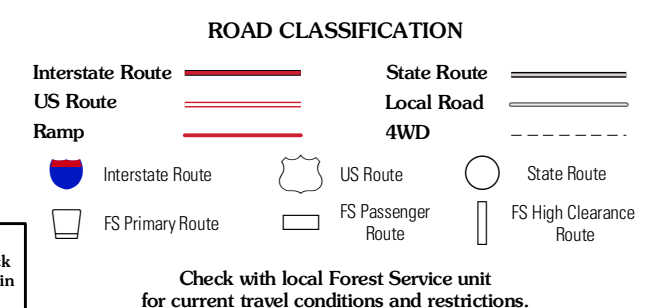 ROAD CLASSIFICATION
Interstate Route
State Route
US Route
Local Road
Ramp
4WD
Interstate Route
US Route
State Route
FS Primary Route
FS Passenger
Route
FS High Clearance
Route
Check with local Forest Service unit
for current travel conditions and restrictions.
in